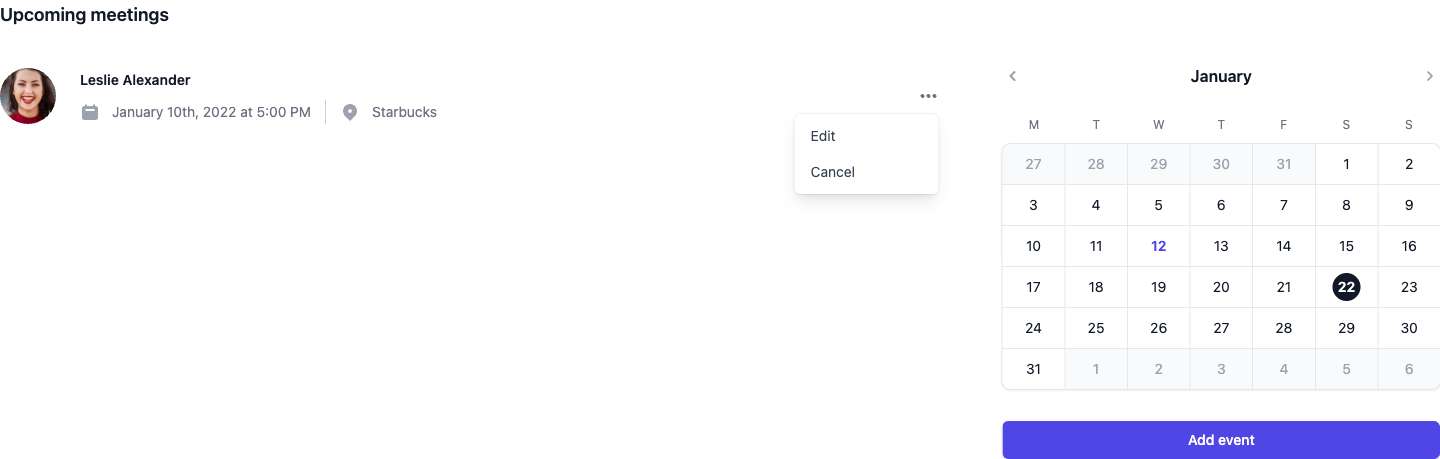 Upcoming meetings
Leslie Alexander
January 10th, 2022 at 5:00 PM
Starbucks
Edit
Cancel
January
M T W T F S S
27 28 29 30 31 1 2
3 4 5 6 7 8 9
10 11 12 13 14 15 16
17 18 19 20 21 22 23
24 25 26 27 28 29 30
31 1 2 3 4 5 6
Add event